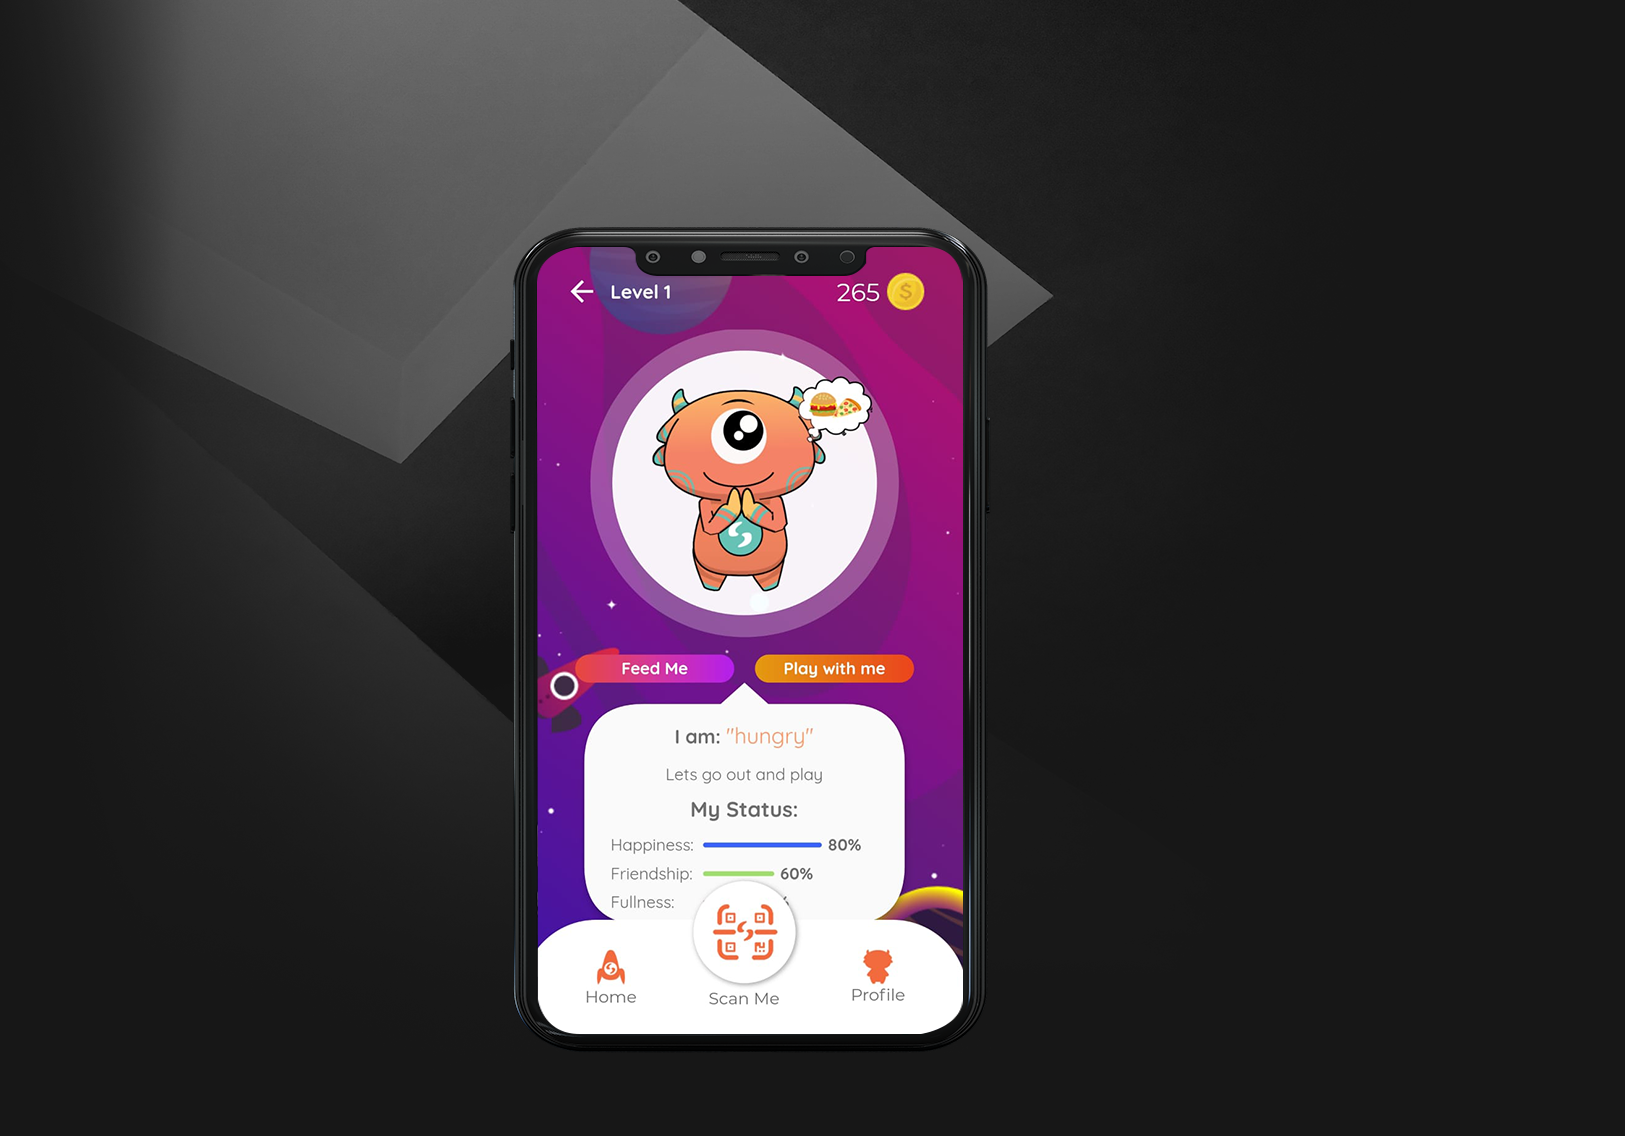 Level 1
265
Feed Me
Play with me
I am: "hungry"
Lets go out and play
My Status:
Happiness: 80%
Friendship: 60%
Fullness:
Home
Scan Me
Profile